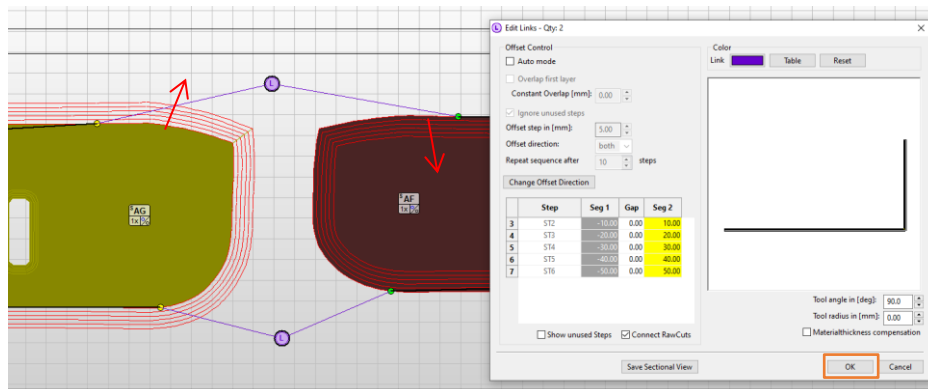 Edit Links - Qty: 2
Offset Control
Auto mode
Overlap first layer
Constant Overlap [mm]: 0.00
Ignore unused steps
Offset step in [mm]: 5.00
Offset direction: both
Repeat sequence after 10 steps
Change Offset Direction
Step Seg 1 Gap Seg 2
3 ST2 -10.00 0.00 10.00
4 ST3 -20.00 0.00 20.00
5 ST4 -30.00 0.00 30.00
6 ST5 -40.00 0.00 40.00
7 ST6 -50.00 0.00 50.00
Show unused Steps Connect RawCuts
Save Sectional View
Color
Link Table Reset
Tool angle in [deg]: 90.0
Tool radius in [mm]: 0.00
Materialthickness compensation
OK Cancel
L
L
L
S AG
1x %
S AF
1x %